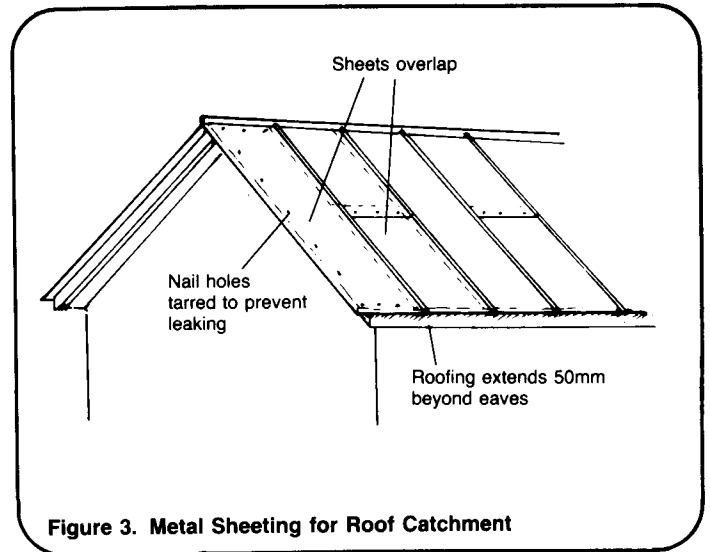 Sheets overlap
Nail holes
tarred to prevent
leaking
Roofing extends 50mm
beyond eaves
Figure 3. Metal Sheeting for Roof Catchment